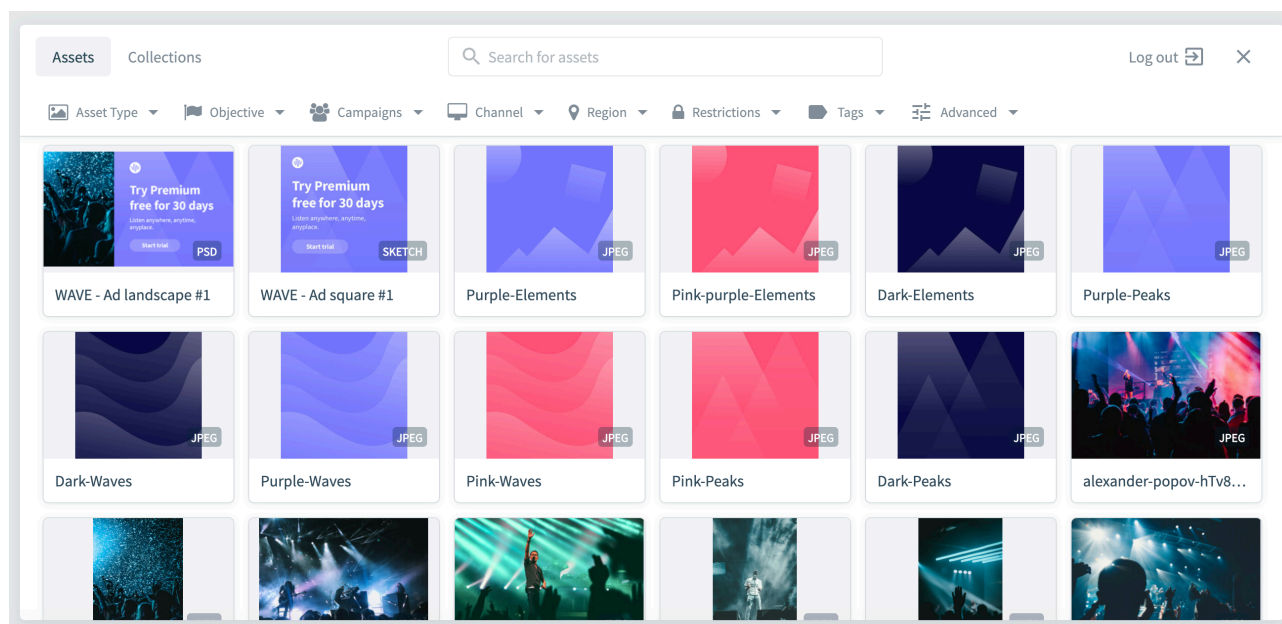 Assets
Collections
Search for assets
Log out
Asset Type
Objective
Campaigns
Channel
Region
Restrictions
Tags
Advanced
Try Premium
free for 30 days
Listen anywhere, anytime,
anyplace.
Start trial
PSD
Try Premium
free for 30 days
Listen anywhere, anytime,
anyplace.
Start trial
SKETCH
JPEG
JPEG
JPEG
JPEG
WAVE - Ad landscape #1
WAVE - Ad square #1
Purple-Elements
Pink-purple-Elements
Dark-Elements
Purple-Peaks
JPEG
JPEG
JPEG
JPEG
JPEG
JPEG
Dark-Waves
Purple-Waves
Pink-Waves
Pink-Peaks
Dark-Peaks
alexander-popov-hTv8...